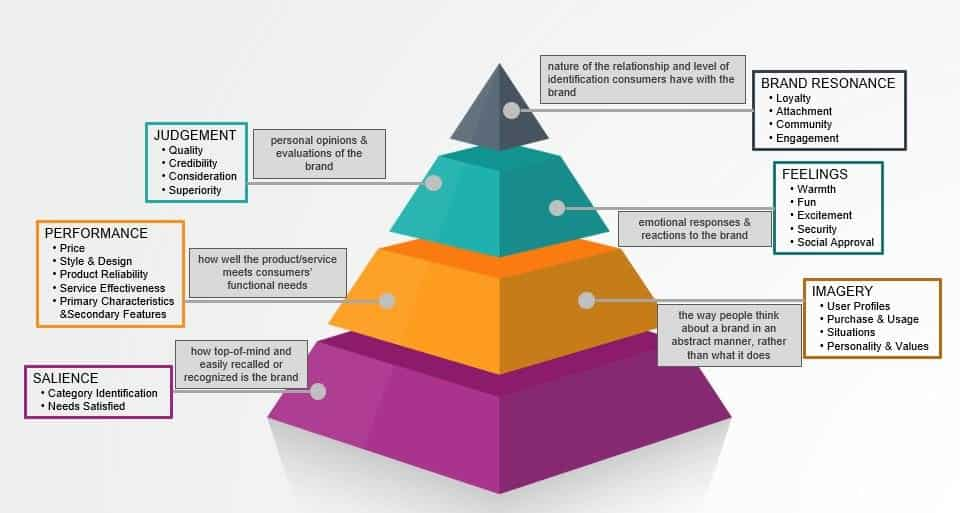 nature of the relationship and level of
identification consumers have with the
brand
BRAND RESONANCE
• Loyalty
• Attachment
• Community
• Engagement
JUDGEMENT
• Quality
• Credibility
• Consideration
• Superiority
personal opinions &
evaluations of the
brand
FEELINGS
• Warmth
• Fun
• Excitement
• Security
• Social Approval
emotional responses &
reactions to the brand
PERFORMANCE
• Price
• Style & Design
• Product Reliability
• Service Effectiveness
• Primary Characteristics
&Secondary Features
how well the product/service
meets consumers'
functional needs
IMAGERY
• User Profiles
• Purchase & Usage
• Situations
• Personality & Values
the way people think
about a brand in an
abstract manner, rather
than what it does
SALIENCE
• Category Identification
• Needs Satisfied
how top-of-mind and
easily recalled or
recognized is the brand